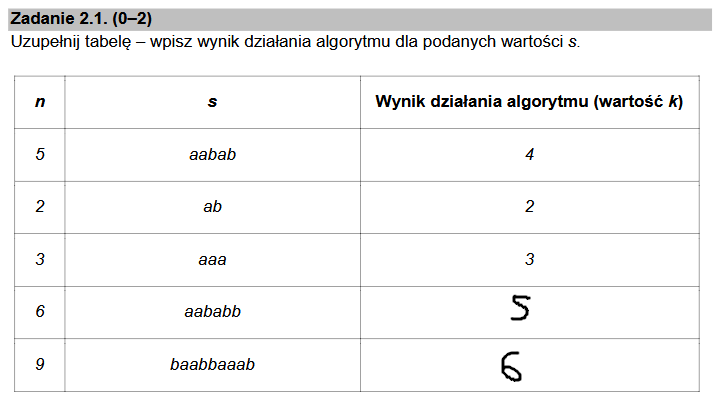 Zadanie 2.1. (0–2)
Uzupełnij tabelę – wpisz wynik działania algorytmu dla podanych wartości s.
n s Wynik działania algorytmu (wartość k)
5 aabab 4
2 ab 2
3 aaa 3
6 aababb 5
9 baabbaaab 6